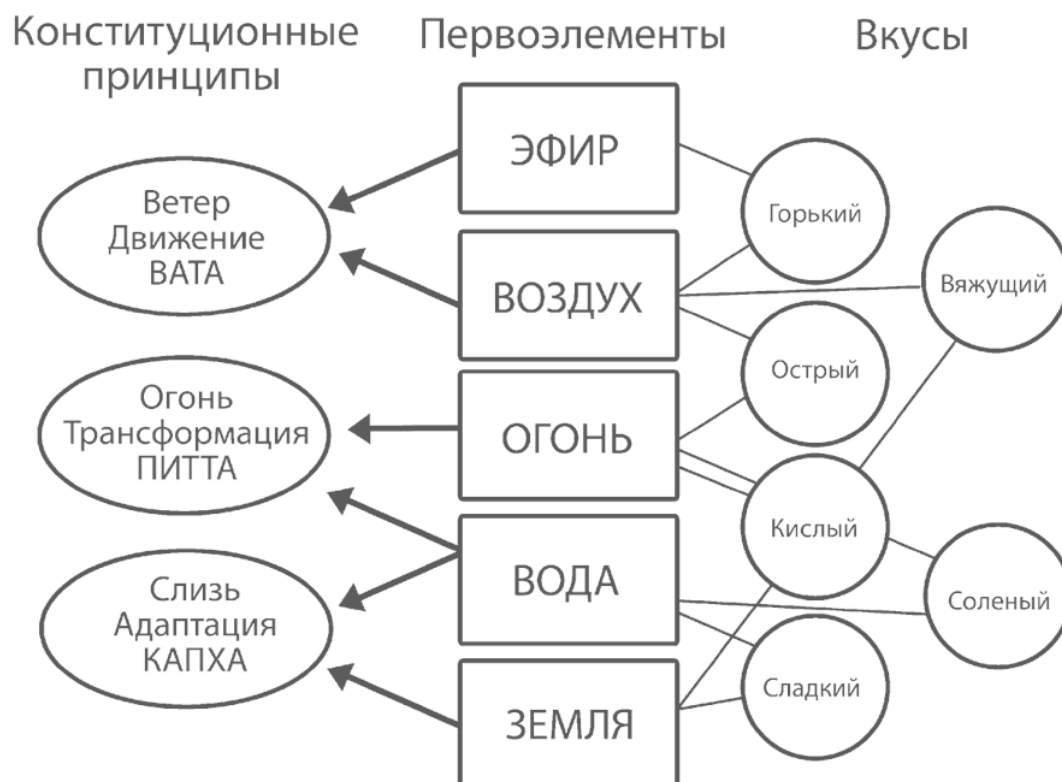 Конституционные
принципы
Первоэлементы
Вкусы
Ветер
Движение
ВАТА
Огонь
Трансформация
ПИТТА
Слизь
Адаптация
КАПХА
ЭФИР
ВОЗДУХ
ОГОНЬ
ВОДА
ЗЕМЛЯ
Горький
Вяжущий
Острый
Кислый
Соленый
Сладкий